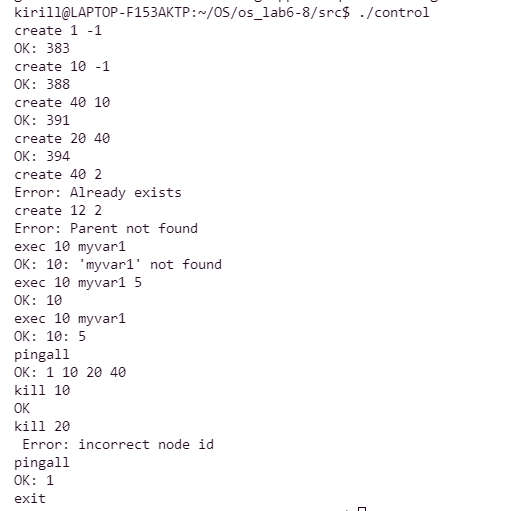 kirill@LAPTOP-F153AKTP:~/OS/os_lab6-8/src$ ./control
create 1 -1
OK: 383
create 10 -1
OK: 388
create 40 10
OK: 391
create 20 40
OK: 394
create 40 2
Error: Already exists
create 12 2
Error: Parent not found
exec 10 myvar1
OK: 10: 'myvar1' not found
exec 10 myvar1 5
OK: 10
exec 10 myvar1
OK: 10: 5
pingall
OK: 1 10 20 40
kill 10
OK
kill 20
 Error: incorrect node id
pingall
OK: 1
exit